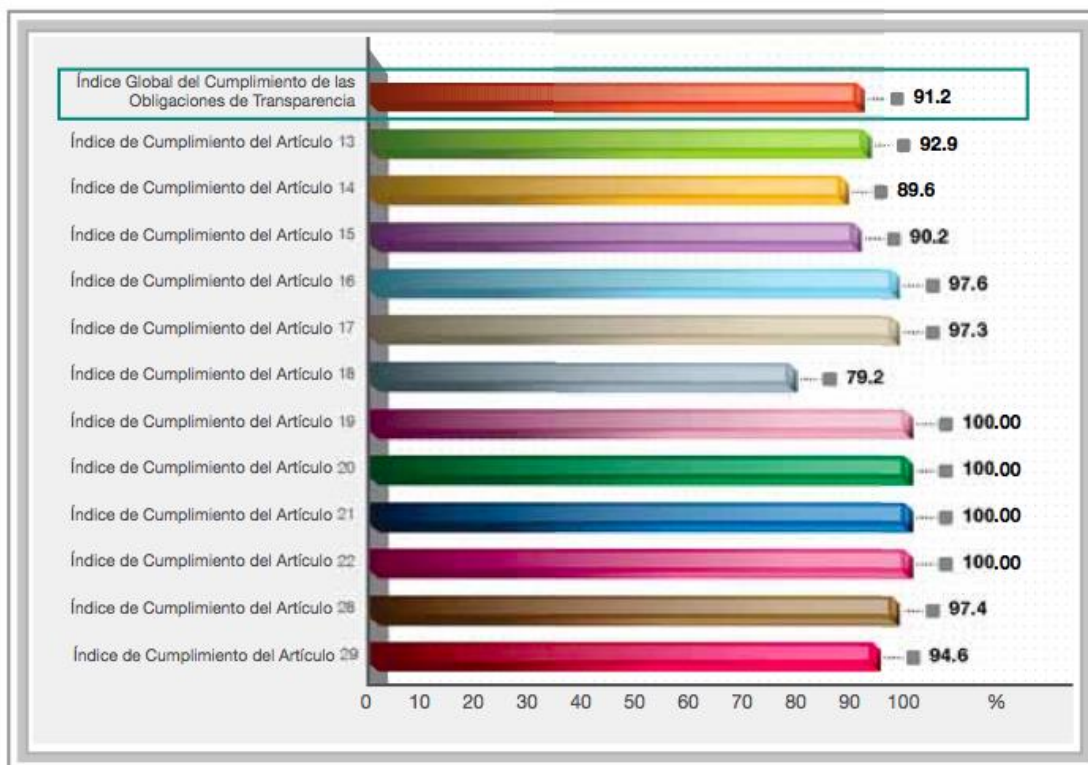 Índice Global del Cumplimiento de las
Obligaciones de Transparencia
91.2
Índice de Cumplimiento del Artículo 13
92.9
Índice de Cumplimiento del Artículo 14
89.6
Índice de Cumplimiento del Artículo 15
90.2
Índice de Cumplimiento del Artículo 16
97.6
Índice de Cumplimiento del Artículo 17
97.3
Índice de Cumplimiento del Artículo 18
79.2
Índice de Cumplimiento del Artículo 19
100.00
Índice de Cumplimiento del Artículo 20
100.00
Índice de Cumplimiento del Artículo 21
100.00
Índice de Cumplimiento del Artículo 22
100.00
Índice de Cumplimiento del Artículo 28
97.4
Índice de Cumplimiento del Artículo 29
94.6
0 10 20 30 40 50 60 70 80 90 100 %